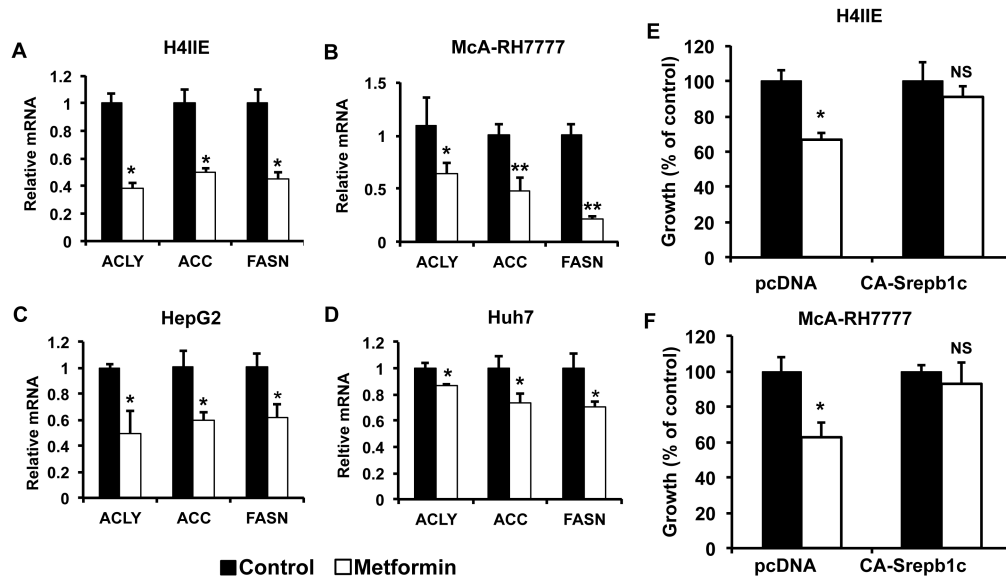 A
H4IIE
Relative mRNA
1.2
1
0.8
0.6
0.4
0.2
0
*
*
*
ACLY ACC FASN
B
McA-RH7777
Relative mRNA
1.5
1
0.5
0
*
**
**
ACLY ACC FASN
C
HepG2
Relative mRNA
1.2
1
0.8
0.6
0.4
0.2
0
*
*
*
ACLY ACC FASN
D
Huh7
Reltive mRNA
1.2
1
0.8
0.6
0.4
0.2
0
*
*
*
ACLY ACC FASN
E
H4IIE
Growth (% of control)
120
100
80
60
40
20
0
*
NS
pcDNA CA-Srepb1c
F
McA-RH7777
Growth (% of control)
120
100
80
60
40
20
0
*
NS
pcDNA CA-Srepb1c
Control Metformin